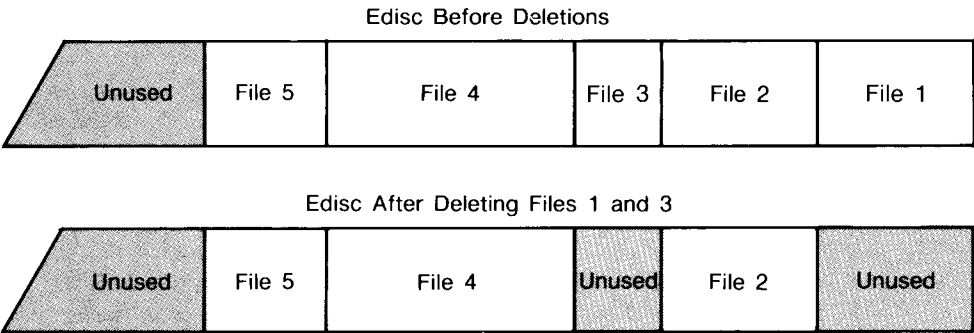 Edisc Before Deletions
Unused File 5 File 4 File 3 File 2 File 1
Edisc After Deleting Files 1 and 3
Unused File 5 File 4 Unused File 2 Unused